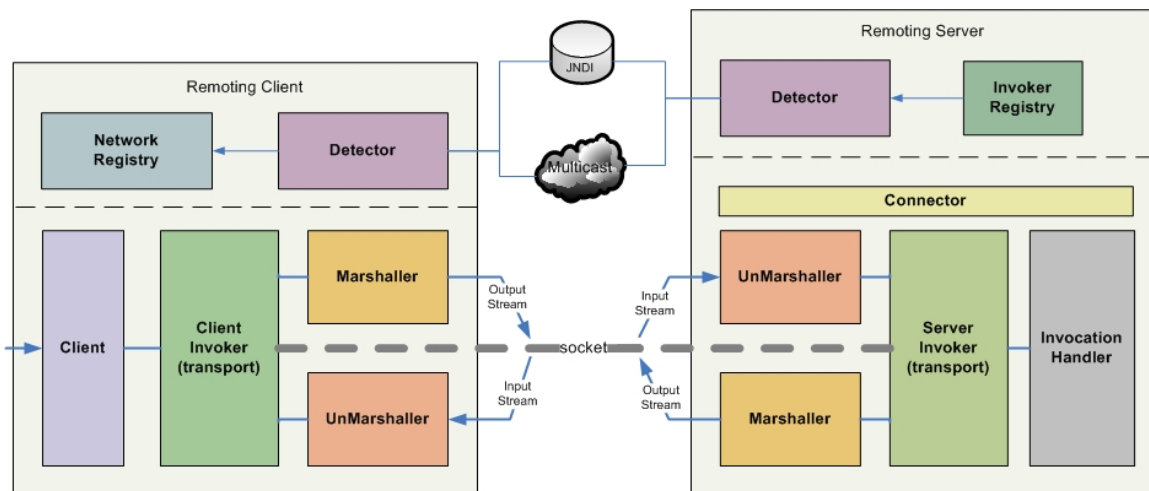 Remoting Client
Network
Registry
Detector
JNDI
Multicast
Remoting Server
Detector
Invoker
Registry
Connector
Client
Client
Invoker
(transport)
Marshaller
UnMarshaller
Output
Stream
Input
Stream
socket
Input
Stream
Output
Stream
UnMarshaller
Marshaller
Server
Invoker
(transport)
Invocation
Handler